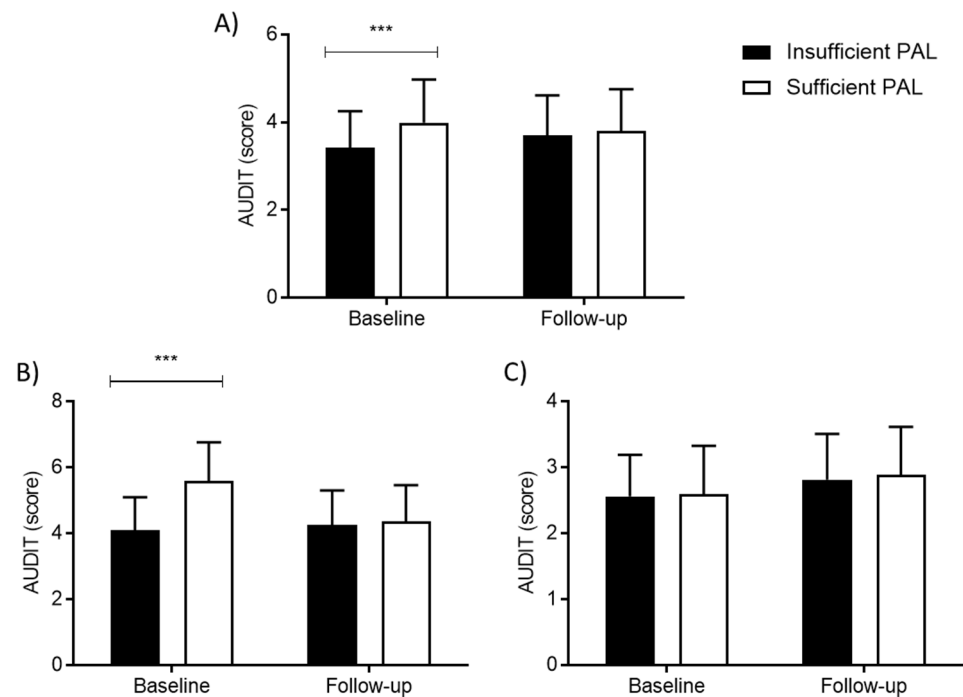 A)
***
Insufficient PAL
Sufficient PAL
AUDIT (score)
6
4
2
0
Baseline
Follow-up
B)
***
AUDIT (score)
8
6
4
2
0
Baseline
Follow-up
C)
AUDIT (score)
4
3
2
1
0
Baseline
Follow-up